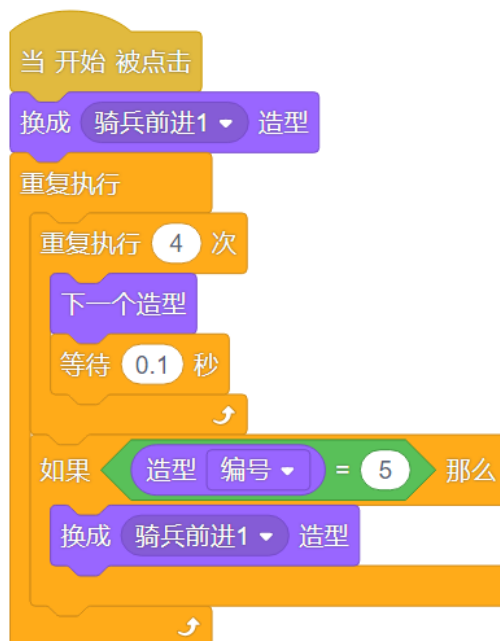 当 开始 被点击
换成 骑兵前进1 造型
重复执行
重复执行 4 次
下一个造型
等待 0.1 秒
如果 造型 编号 = 5 那么
换成 骑兵前进1 造型